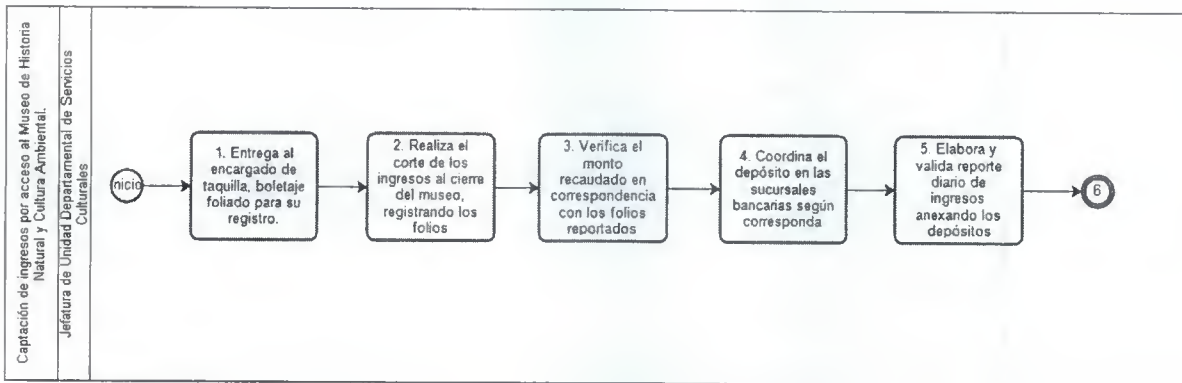 Captación de ingresos por acceso al Museo de Historia
Natural y Cultura Ambiental.
Jefatura de Unidad Departamental de Servicios
Culturales
nicio
1. Entrega al
encargado de
taquilla, boletaje
foliado para su
registro.
2. Realiza el
corte de los
ingresos al cierre
del museo,
registrando los
folios
3. Verifica el
monto
recaudado en
correspondencia
con los folios
reportados
4. Coordina el
depósito en las
sucursales
bancarias según
corresponda
5. Elabora y
valida reporte
diario de
ingresos
anexando los
depósitos
6